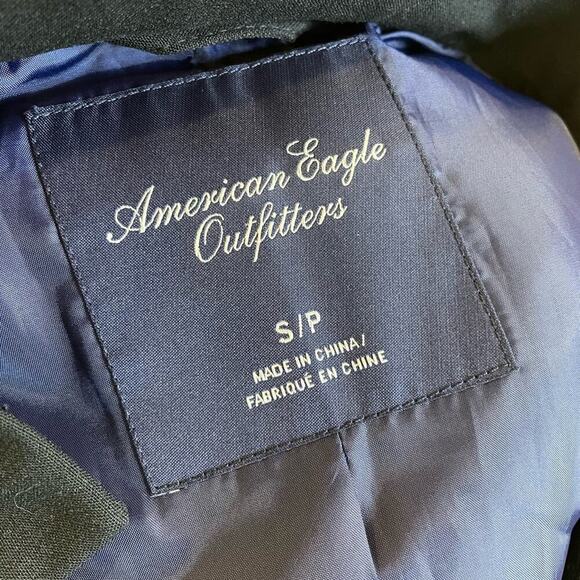 American Eagle
Outfitters
S/P
MADE IN CHINA/
FABRIQUÉ EN CHINE